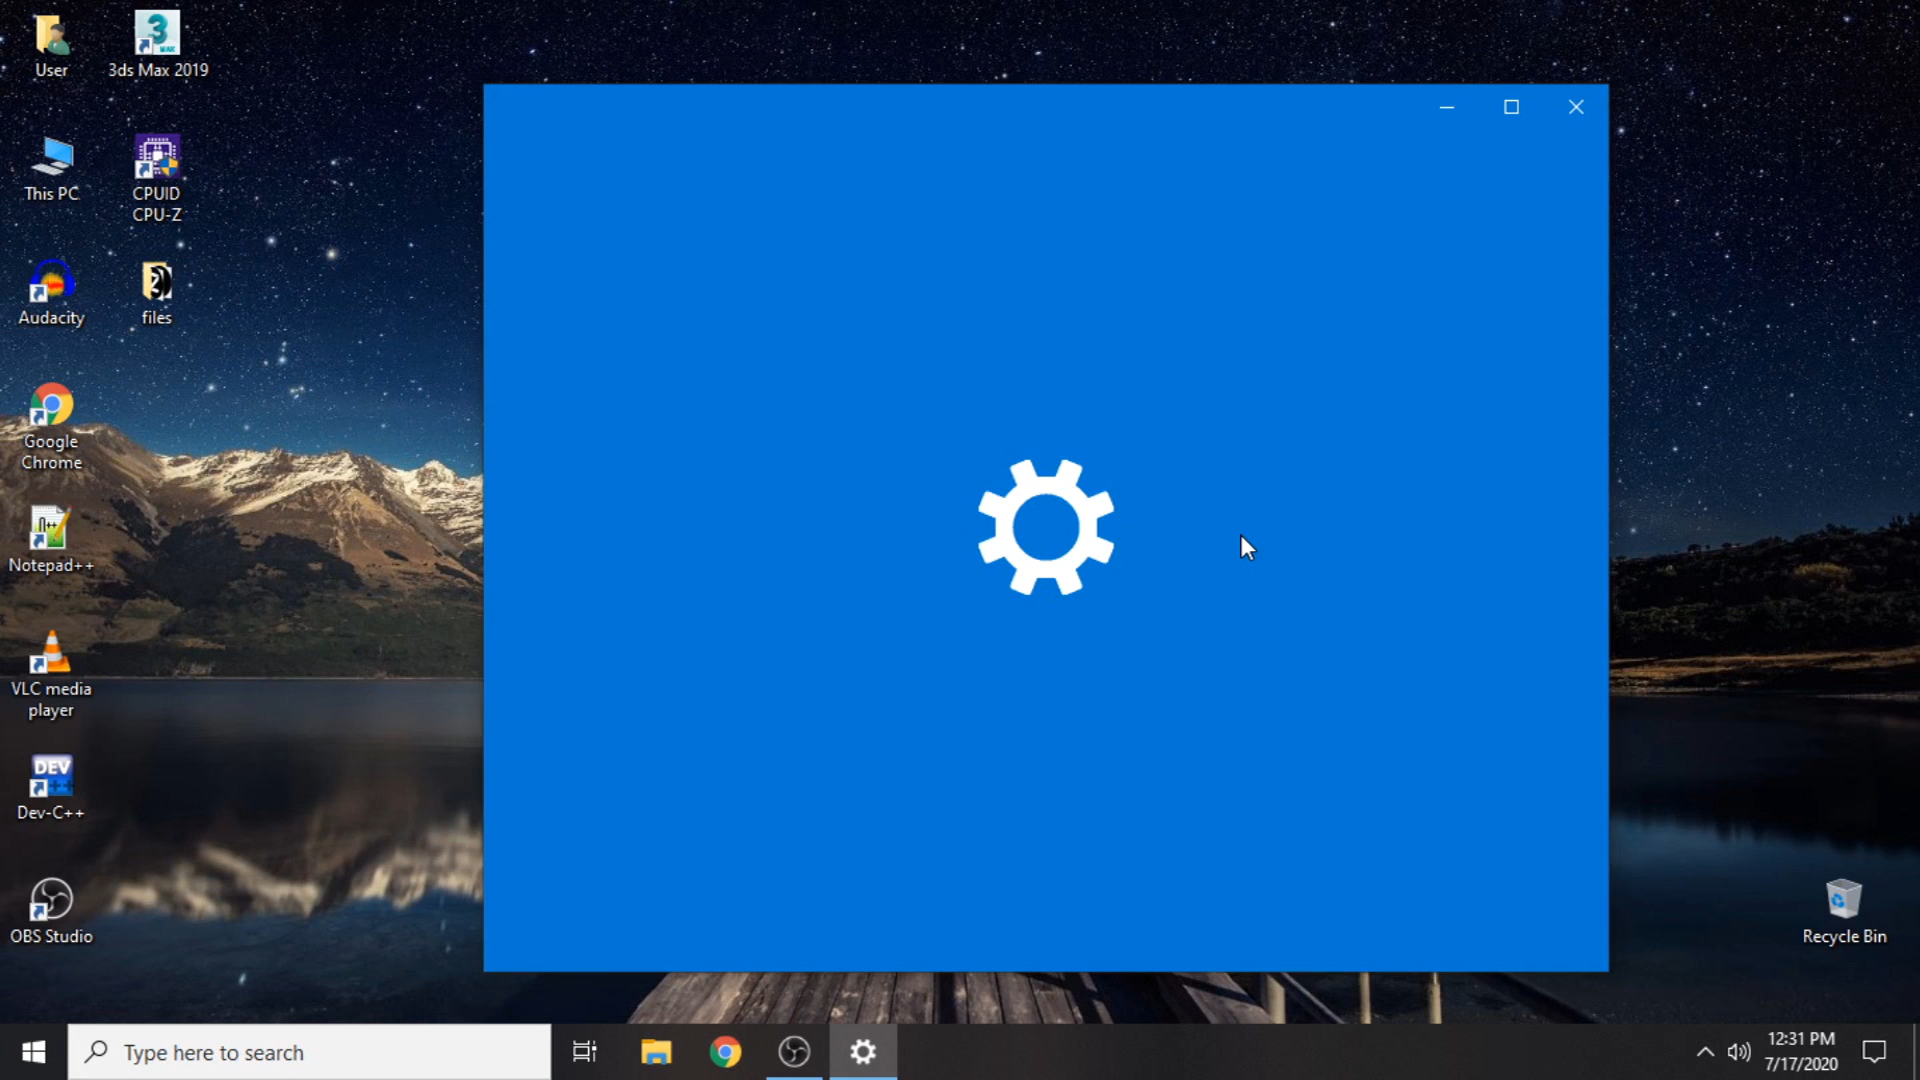 User
3ds Max 2019
This PC
CPUID
CPU-Z
Audacity
files
Google
Chrome
Notepad++
VLC media
player
DEV
Dev-C++
OBS Studio
Recycle Bin
Type here to search
12:31 PM
7/17/2020